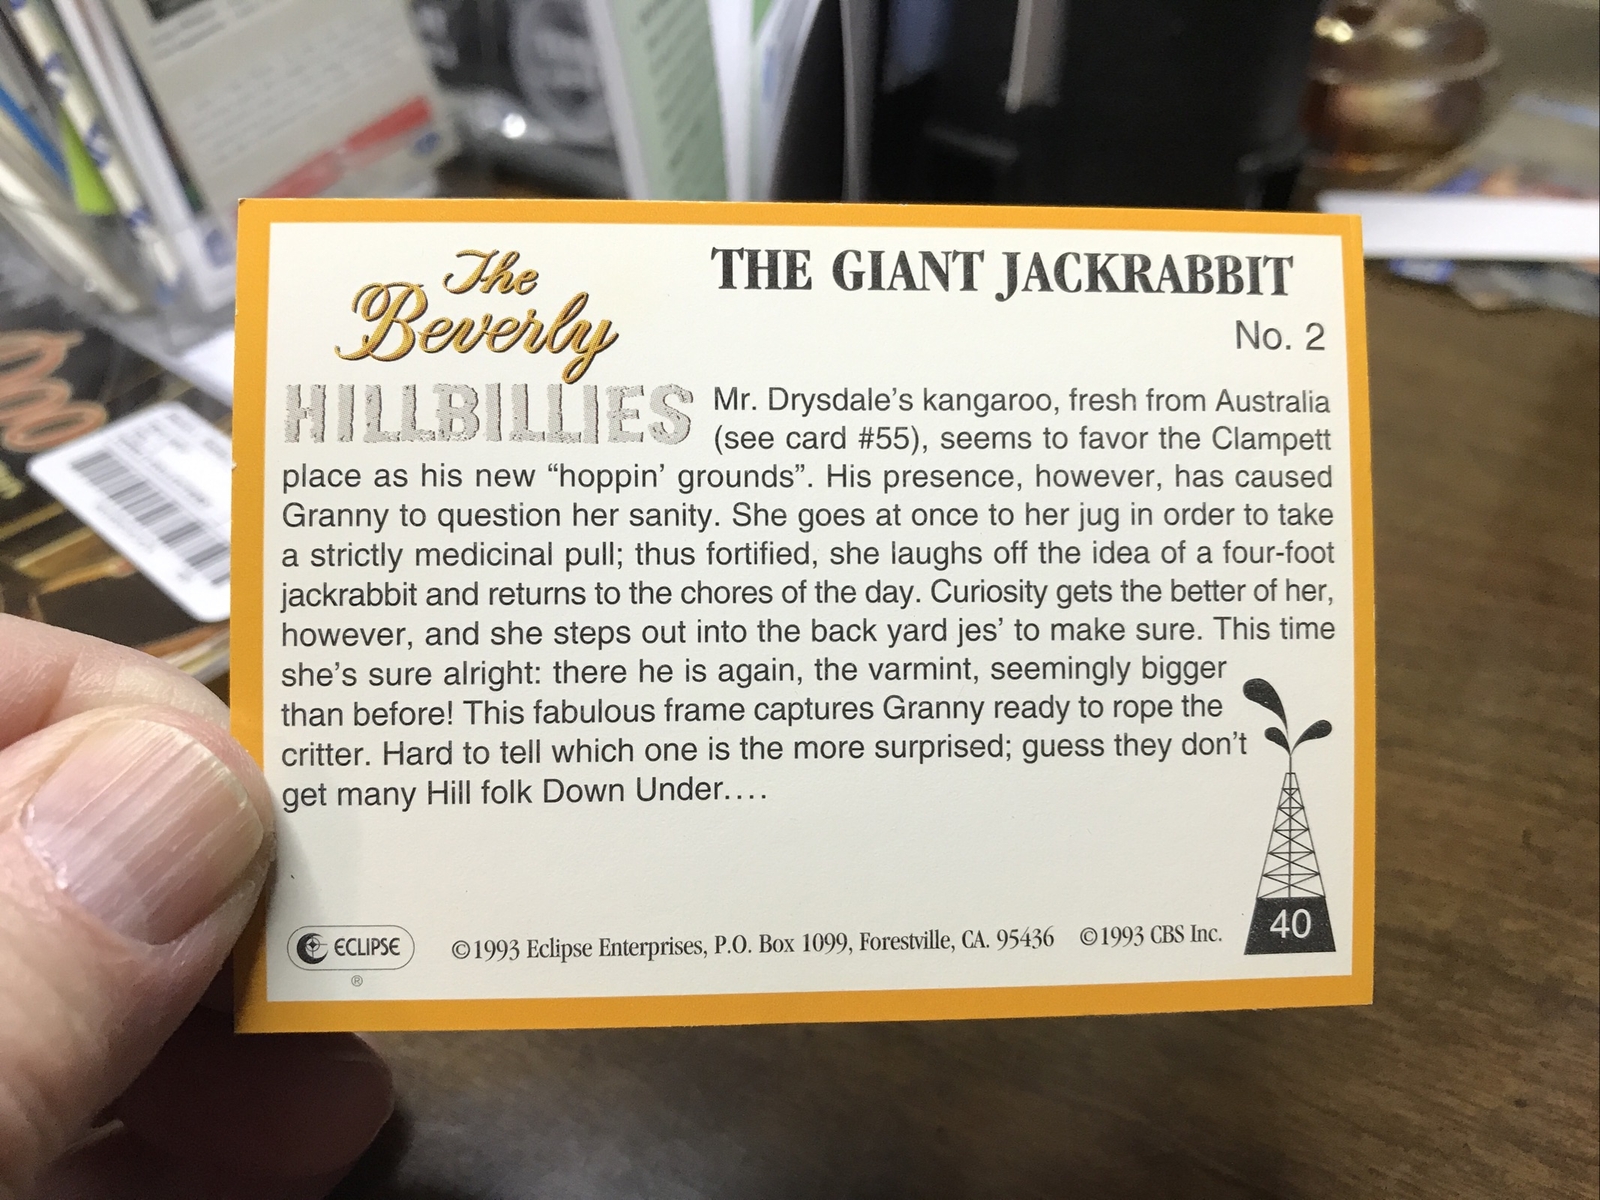 The
Beverly
HILLBILLIES
THE GIANT JACKRABBIT
No. 2
Mr. Drysdale's kangaroo, fresh from Australia
(see card #55), seems to favor the Clampett
place as his new “hoppin’ grounds”. His presence, however, has caused
Granny to question her sanity. She goes at once to her jug in order to take
a strictly medicinal pull; thus fortified, she laughs off the idea of a four-foot
jackrabbit and returns to the chores of the day. Curiosity gets the better of her,
however, and she steps out into the back yard jes’ to make sure. This time
she’s sure alright: there he is again, the varmint, seemingly bigger
than before! This fabulous frame captures Granny ready to rope the
critter. Hard to tell which one is the more surprised; guess they don’t
get many Hill folk Down Under....
40
ECLIPSE
®
©1993 Eclipse Enterprises, P.O. Box 1099, Forestville, CA. 95436 ©1993 CBS Inc.